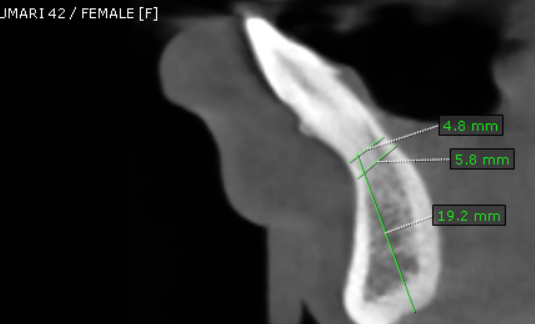 UMARI 42 / FEMALE [F]
4.8 mm
5.8 mm
19.2 mm